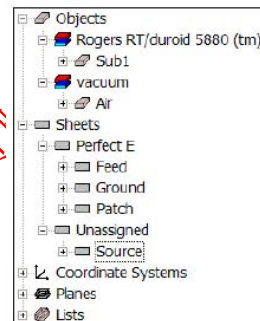 Objects
Rogers RT/duroid 5880 (tm)
Sub1
vacuum
Air
Sheets
Perfect E
Feed
Ground
Patch
Unassigned
Source
Coordinate Systems
Planes
Lists